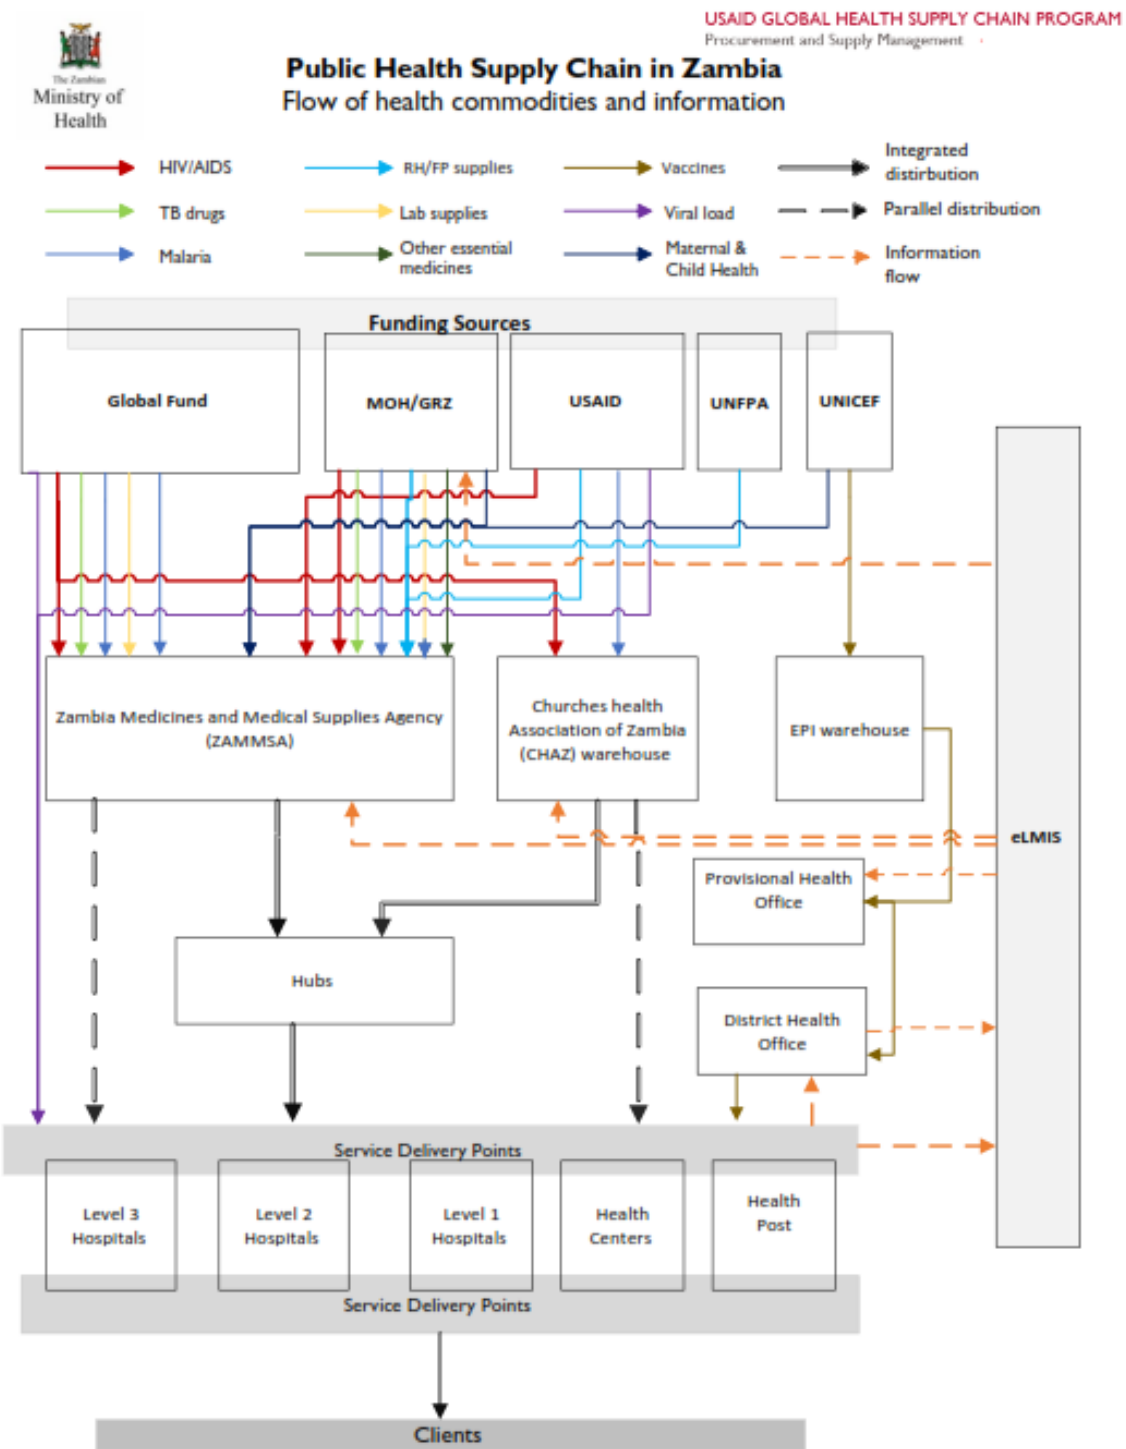 USAID GLOBAL HEALTH SUPPLY CHAIN PROGRAM
Procurement and Supply Management
The Zambian
Ministry of
Health
Public Health Supply Chain in Zambia
Flow of health commodities and information
HIV/AIDS
RH/FP supplies
Vaccines
Integrated
distirbution
TB drugs
Lab supplies
Viral load
Parallel distribution
Malaria
Other essential
medicines
Maternal &
Child Health
Information
flow
Funding Sources
Global Fund
MOH/GRZ
USAID
UNFPA
UNICEF
Zambia Medicines and Medical Supplies Agency
(ZAMMSA)
Churches health
Association of Zambia
(CHAZ) warehouse
EPI warehouse
eLMIS
Provisional Health
Office
Hubs
District Health
Office
Service Delivery Points
Level 3
Hospitals
Level 2
Hospitals
Level 1
Hospitals
Health
Centers
Health
Post
Service Delivery Points
Clients